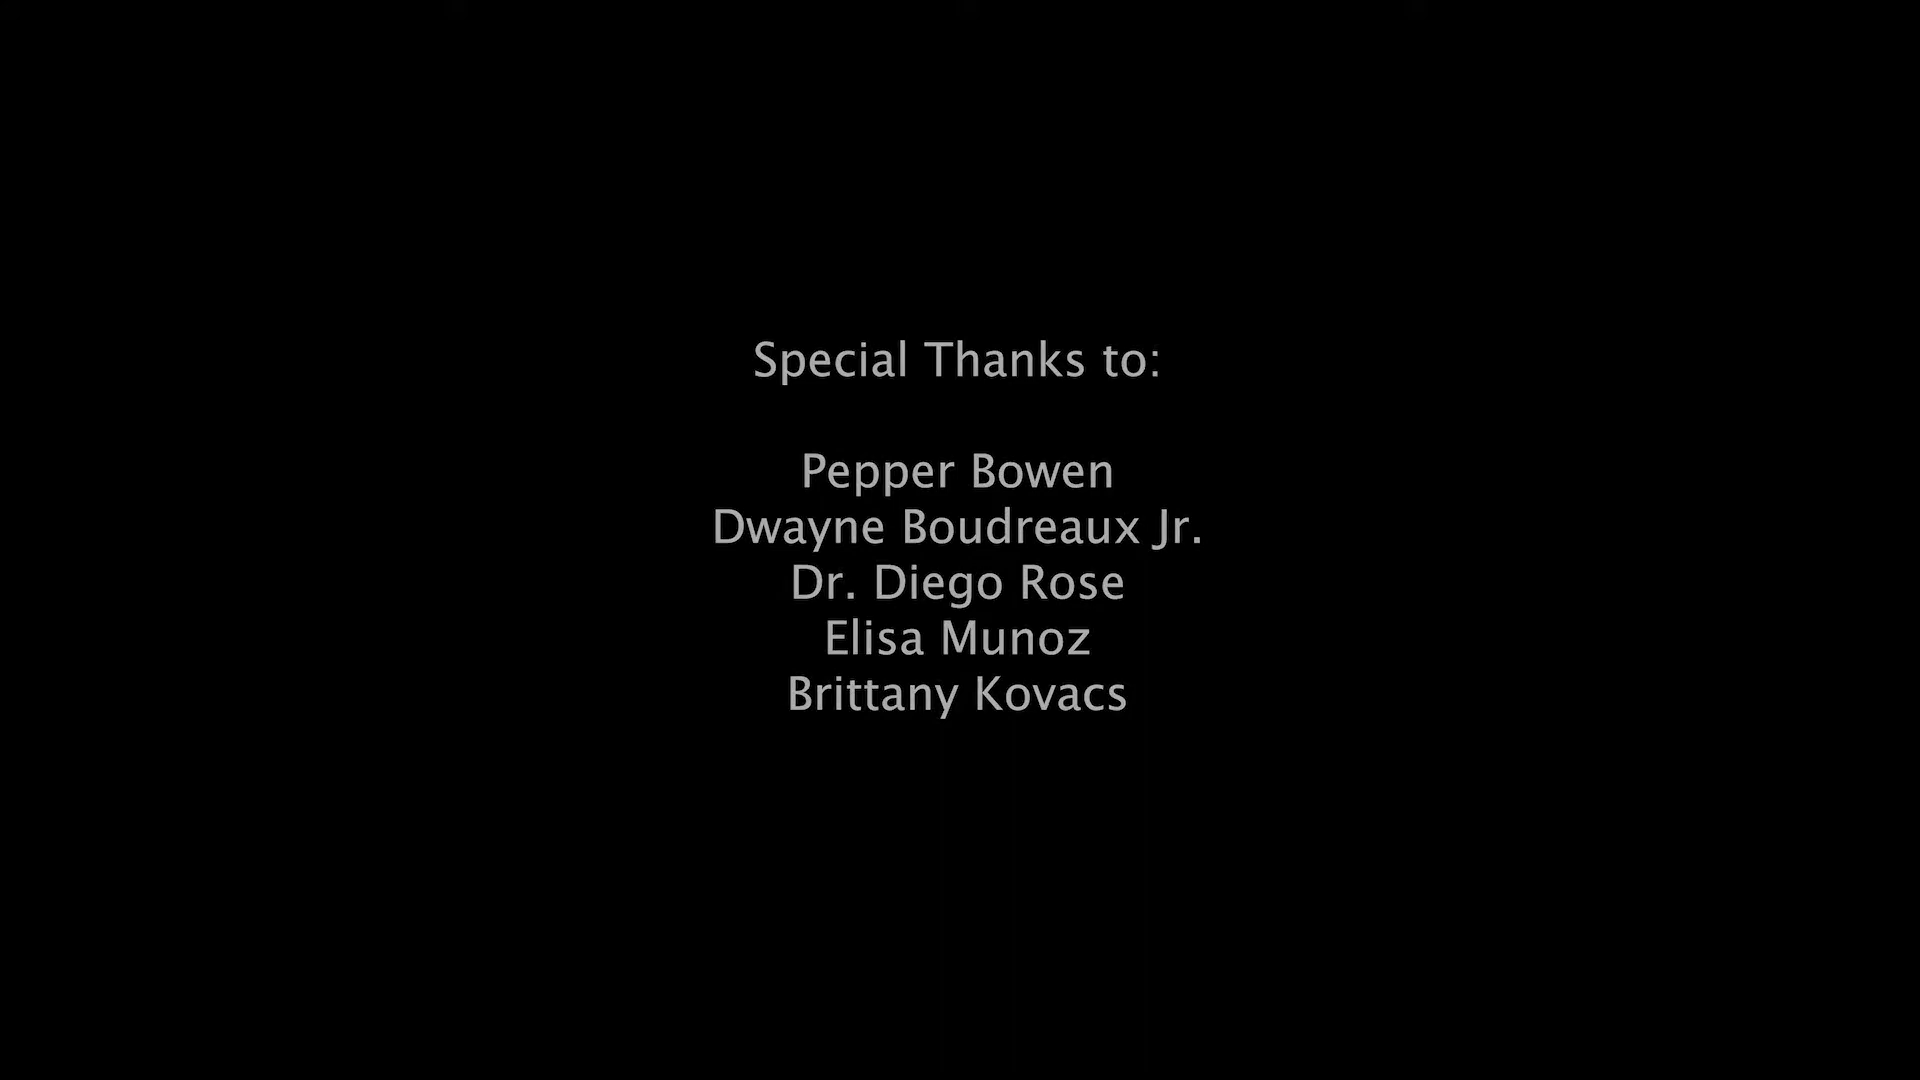 Special Thanks to:
Pepper Bowen
Dwayne Boudreaux Jr.
Dr. Diego Rose
Elisa Munoz
Brittany Kovacs